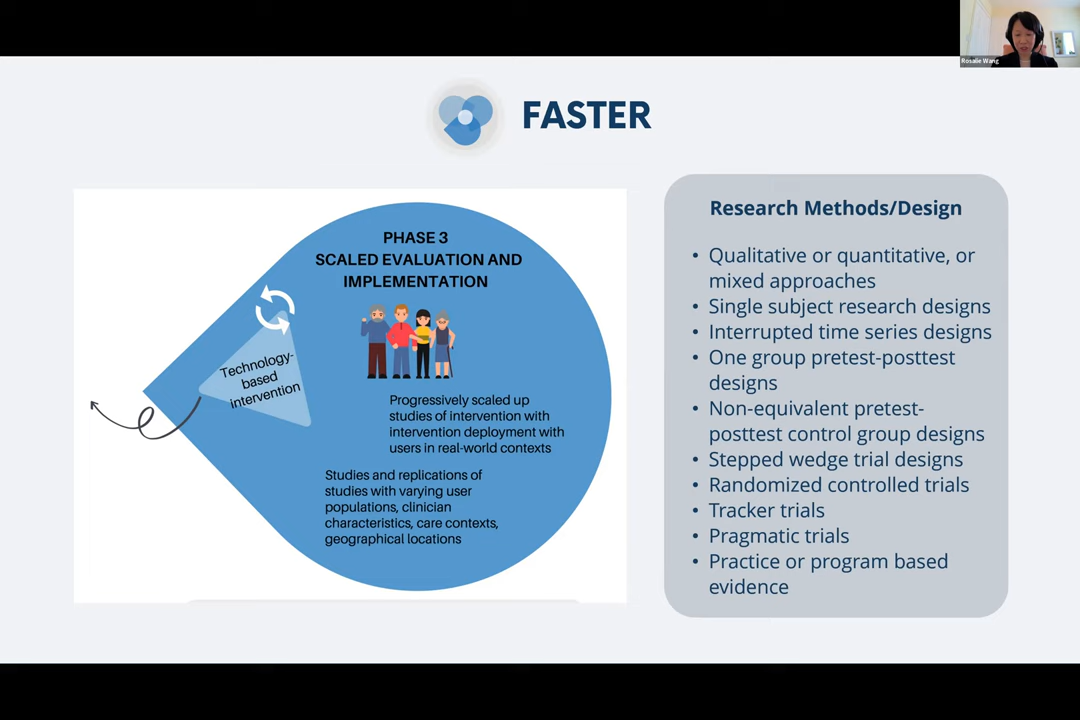 Rosalie Wang
FASTER
PHASE 3
SCALED EVALUATION AND
IMPLEMENTATION
Technology-
based
intervention
Progressively scaled up
studies of intervention with
intervention deployment with
users in real-world contexts
Studies and replications of
studies with varying user
populations, clinician
characteristics, care contexts,
geographical locations
Research Methods/Design
• Qualitative or quantitative, or
mixed approaches
• Single subject research designs
• Interrupted time series designs
• One group pretest-posttest
designs
• Non-equivalent pretest-
posttest control group designs
• Stepped wedge trial designs
• Randomized controlled trials
• Tracker trials
• Pragmatic trials
• Practice or program based
evidence